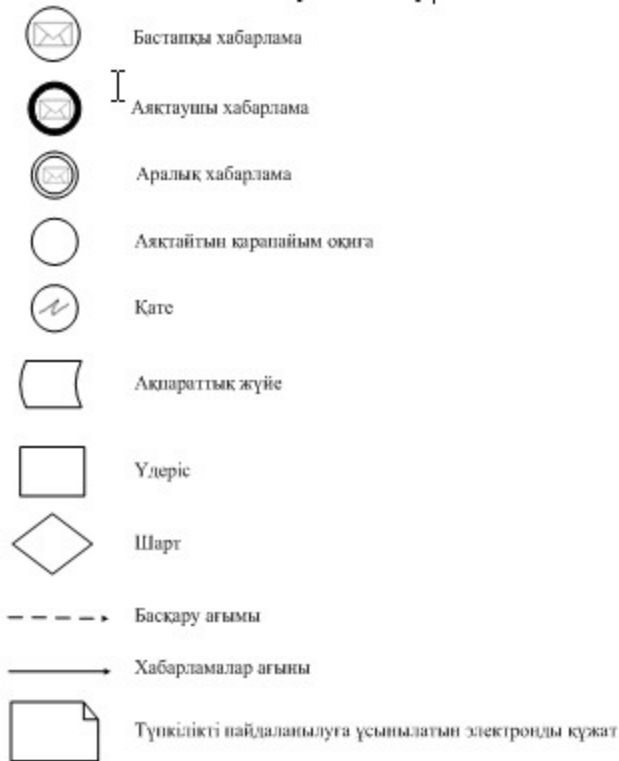 Бастапқы хабарлама
Аяқтаушы хабарлама
Аралық хабарлама
Аяқтайтын қарапайым оқиға
Қате
Ақпараттық жүйе
Үдеріс
Шарт
Басқару ағымы
Хабарламалар ағыны
Түпкілікті пайдаланылуға ұсынылатын электронды құжат